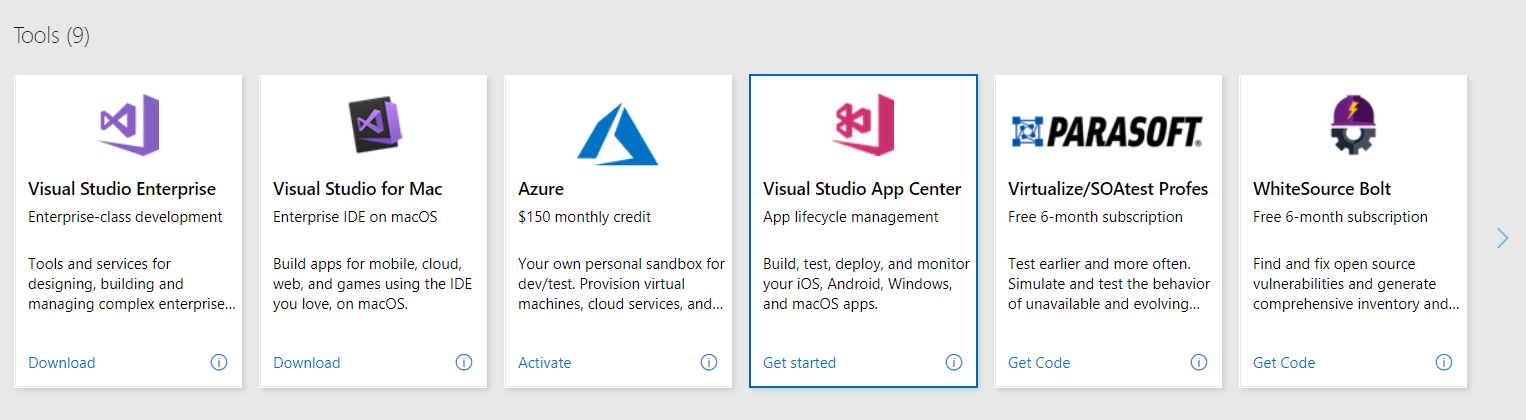 Tools (9)
Visual Studio Enterprise
Enterprise-class development
Tools and services for
designing, building and
managing complex enterprise...
Download
Visual Studio for Mac
Enterprise IDE on macOS
Build apps for mobile, cloud,
web, and games using the IDE
you love, on macOS.
Download
Azure
$150 monthly credit
Your own personal sandbox for
dev/test. Provision virtual
machines, cloud services, and...
Activate
Visual Studio App Center
App lifecycle management
Build, test, deploy, and monitor
your iOS, Android, Windows,
and macOS apps.
Get started
PARASOFT®
Virtualize/SOAtest Profes
Free 6-month subscription
Test earlier and more often.
Simulate and test the behavior
of unavailable and evolving...
Get Code
WhiteSource Bolt
Free 6-month subscription
Find and fix open source
vulnerabilities and generate
comprehensive inventory and...
Get Code